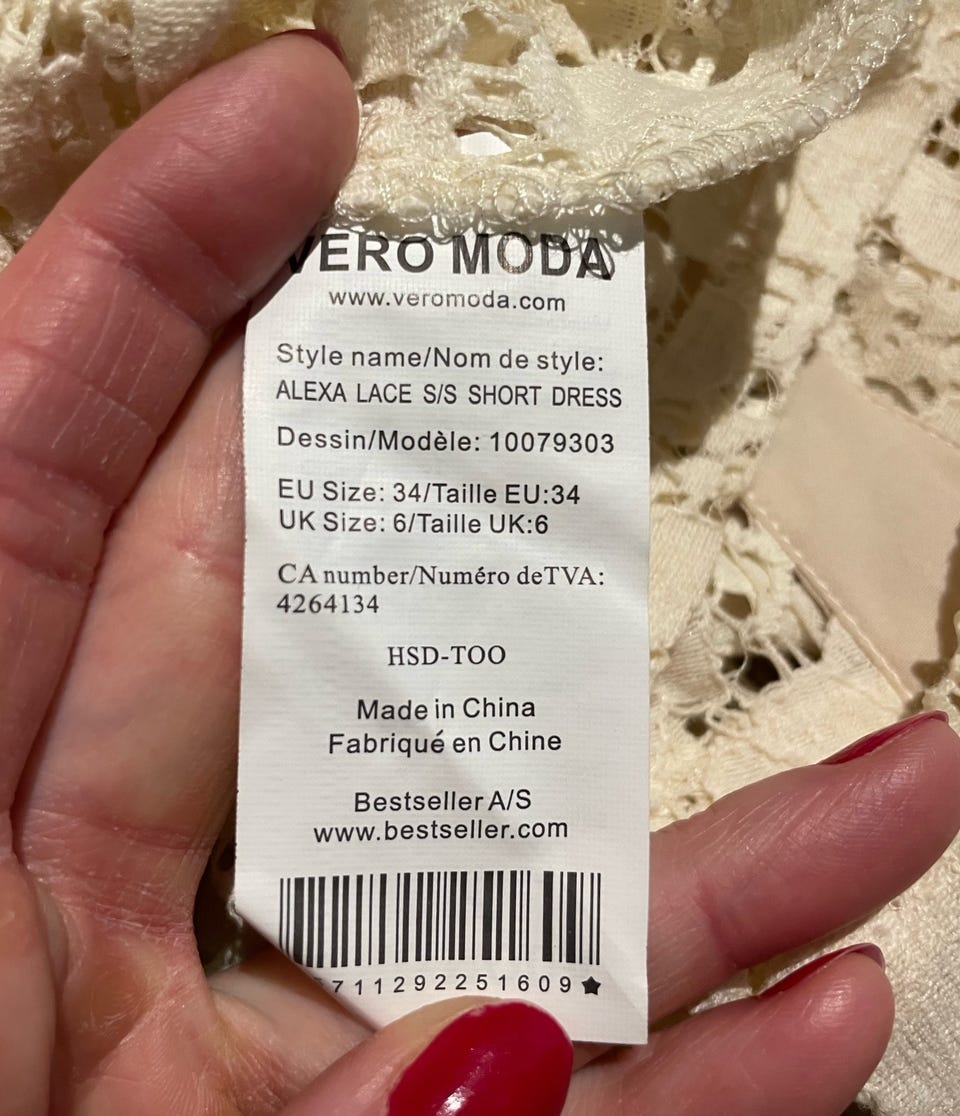 VERO MODA
www.veromoda.com
Style name/Nom de style:
ALEXA LACE S/S SHORT DRESS
Dessin/Modèle: 10079303
EU Size: 34/Taille EU:34
UK Size: 6/Taille UK:6
CA number/Numéro deTVA:
4264134
HSD-TOO
Made in China
Fabriqué en Chine
Bestseller A/S
www.bestseller.com
711292251609★